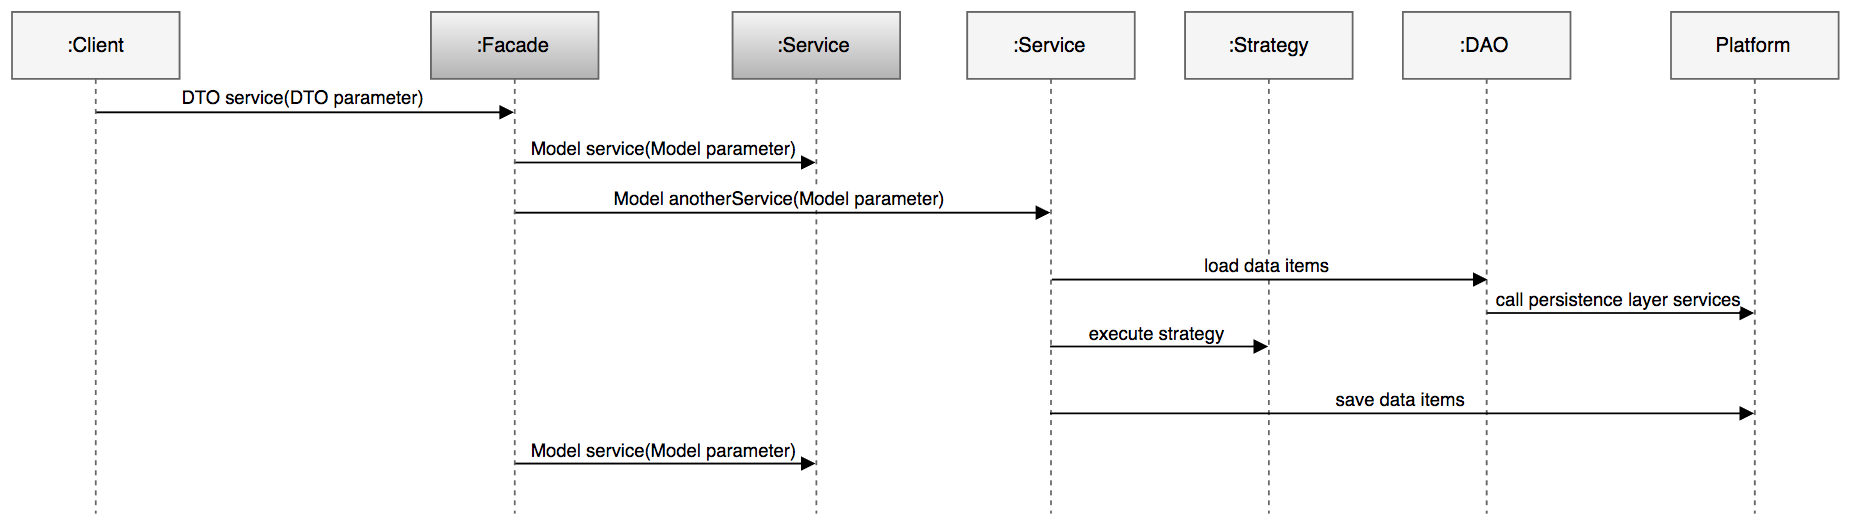 :Client
:Facade
:Service
:Service
:Strategy
:DAO
Platform
DTO service(DTO parameter)
Model service(Model parameter)
Model anotherService(Model parameter)
load data items
call persistence layer services
execute strategy
save data items
Model service(Model parameter)